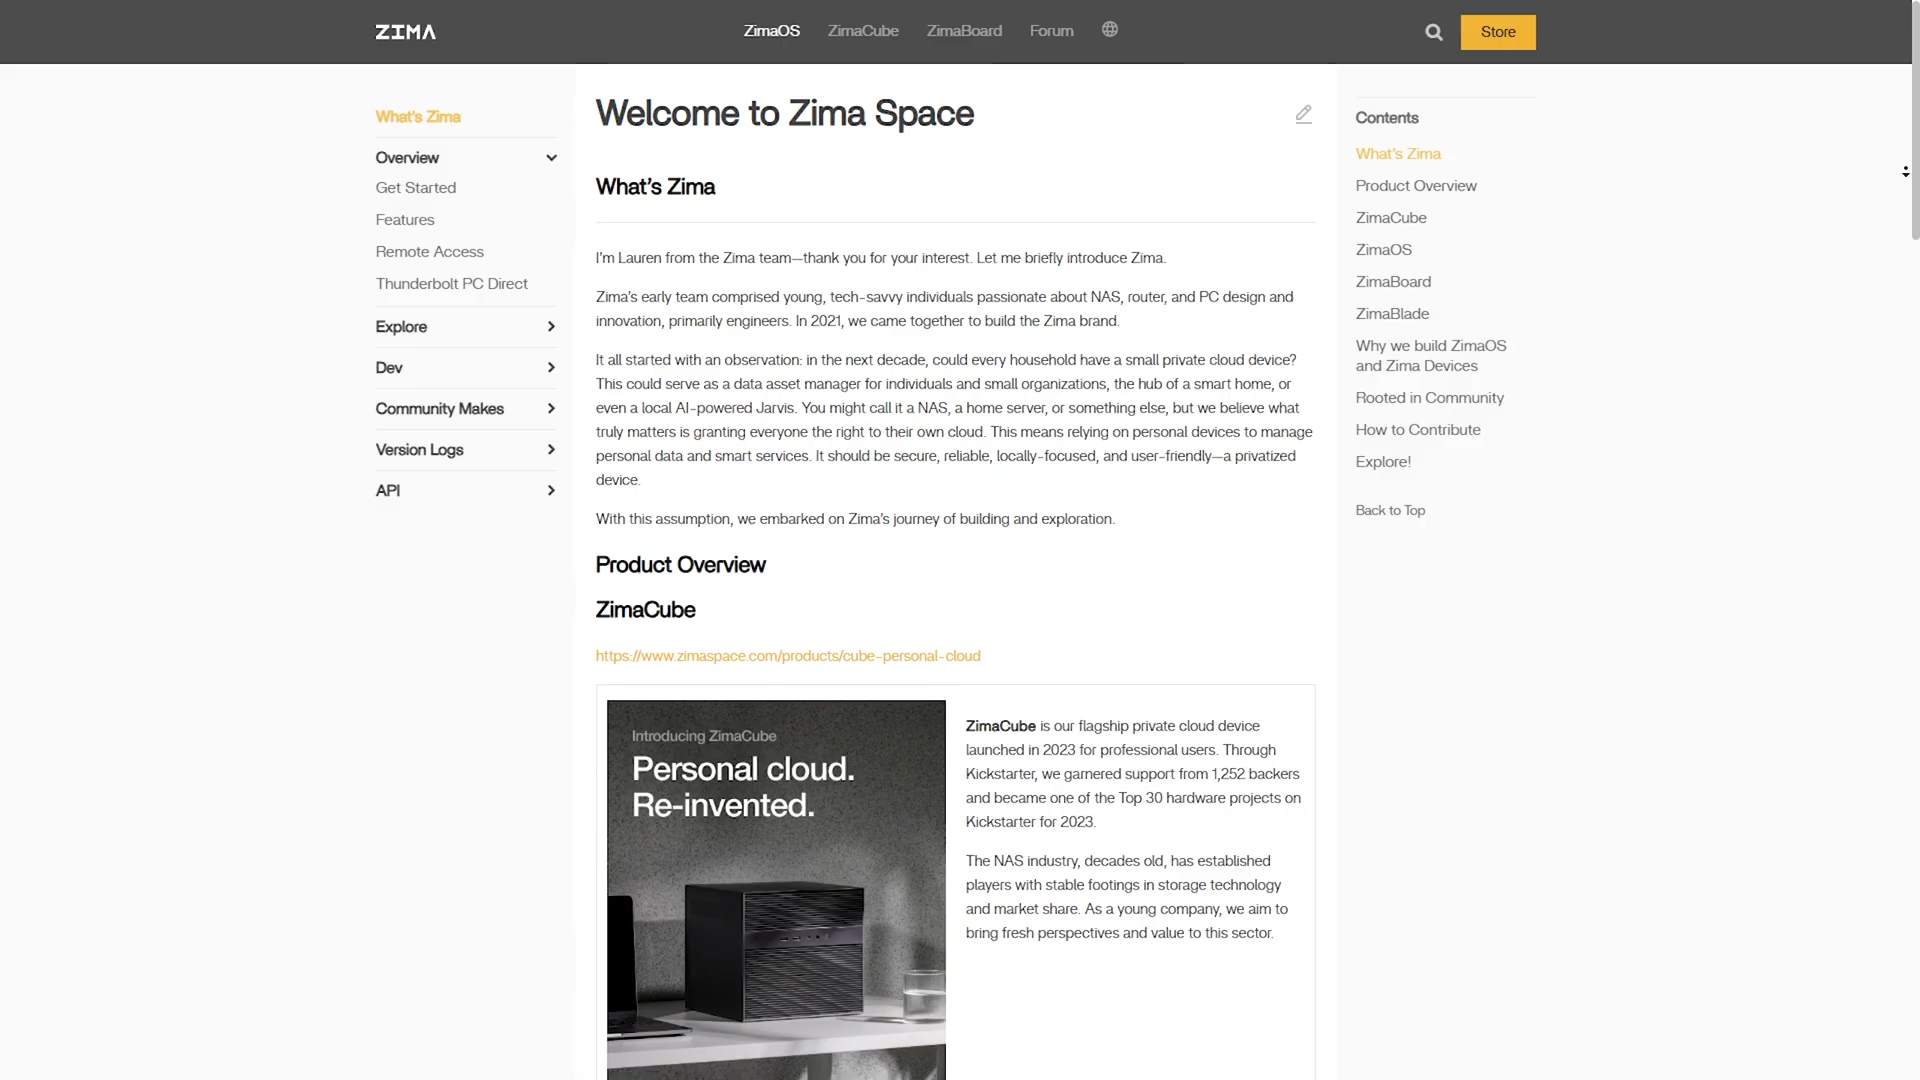 ZIMA
ZimaOS
ZimaCube
ZimaBoard
Forum
Store
What's Zima
Overview
Get Started
Features
Remote Access
Thunderbolt PC Direct
Explore
Dev
Community Makes
Version Logs
API
Welcome to Zima Space
What's Zima
I'm Lauren from the Zima team—thank you for your interest. Let me briefly introduce Zima.
Zima's early team comprised young, tech-savvy individuals passionate about NAS, router, and PC design and
innovation, primarily engineers. In 2021, we came together to build the Zima brand.
It all started with an observation: in the next decade, could every household have a small private cloud device?
This could serve as a data asset manager for individuals and small organizations, the hub of a smart home, or
even a local AI-powered Jarvis. You might call it a NAS, a home server, or something else, but we believe what
truly matters is granting everyone the right to their own cloud. This means relying on personal devices to manage
personal data and smart services. It should be secure, reliable, locally-focused, and user-friendly—a privatized
device.
With this assumption, we embarked on Zima's journey of building and exploration.
Product Overview
ZimaCube
https://www.zimaspace.com/products/cube-personal-cloud
Introducing ZimaCube
Personal cloud.
Re-invented.
ZimaCube is our flagship private cloud device
launched in 2023 for professional users. Through
Kickstarter, we garnered support from 1,252 backers
and became one of the Top 30 hardware projects on
Kickstarter for 2023.
The NAS industry, decades old, has established
players with stable footings in storage technology
and market share. As a young company, we aim to
bring fresh perspectives and value to this sector.
Contents
What's Zima
Product Overview
ZimaCube
ZimaOS
ZimaBoard
ZimaBlade
Why we build ZimaOS
and Zima Devices
Rooted in Community
How to Contribute
Explore!
Back to Top